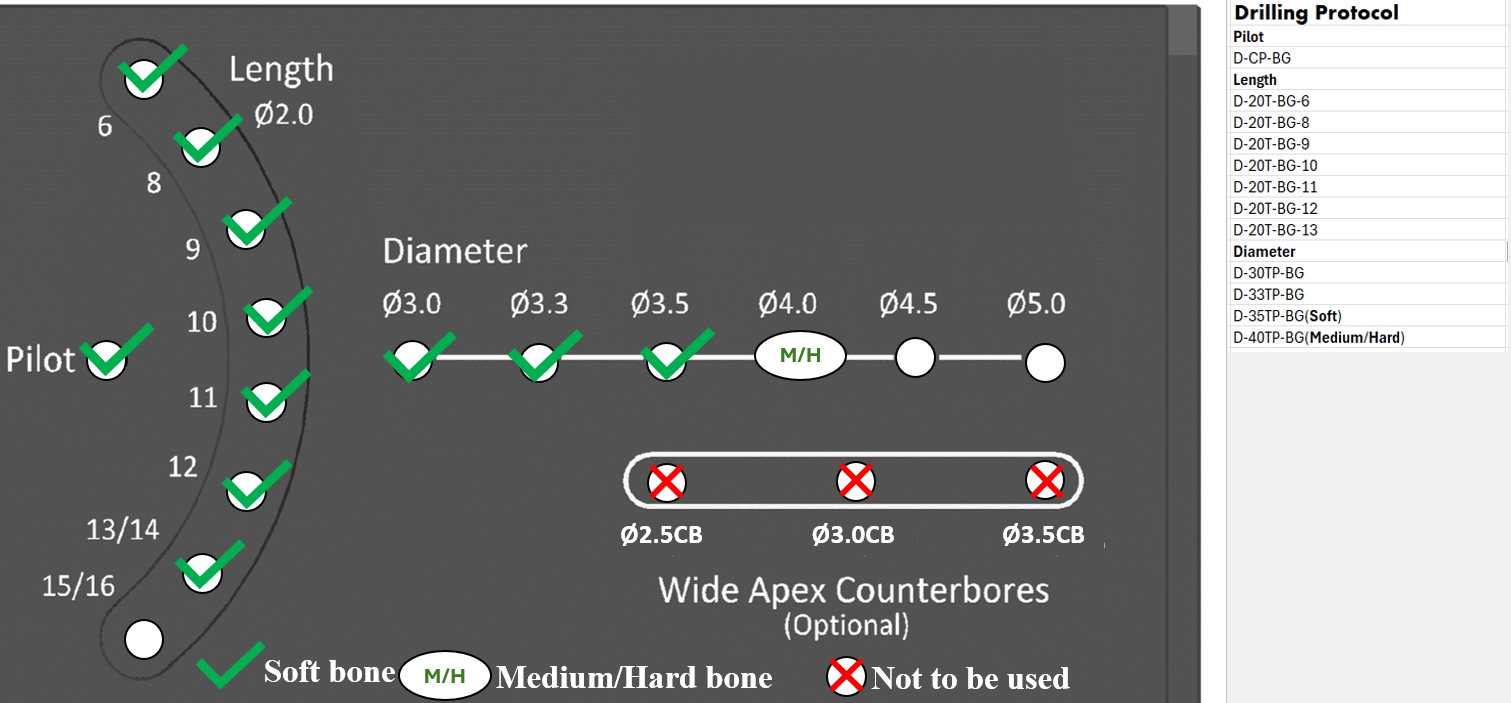 Length
Ø2.0
6
8
9
10
Pilot
11
12
13/14
15/16
Diameter
Ø3.0 Ø3.3 Ø3.5 Ø4.0 Ø4.5 Ø5.0
M/H
Ø2.5CB Ø3.0CB Ø3.5CB
Wide Apex Counterbores
(Optional)
Soft bone M/H Medium/Hard bone Not to be used
Drilling Protocol
Pilot
D-CP-BG
Length
D-20T-BG-6
D-20T-BG-8
D-20T-BG-9
D-20T-BG-10
D-20T-BG-11
D-20T-BG-12
D-20T-BG-13
Diameter
D-30TP-BG
D-33TP-BG
D-35TP-BG(Soft)
D-40TP-BG(Medium/Hard)